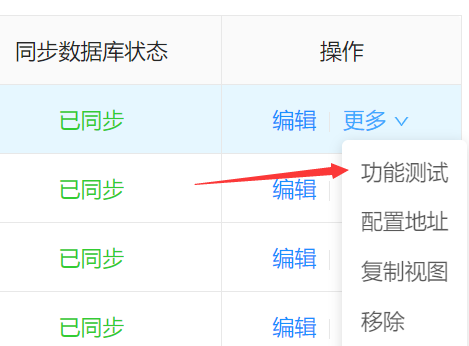 同步数据库状态 操作
已同步 编辑 更多
功能测试
已同步 编辑
配置地址
已同步 编辑 复制视图
移除
已同步 编辑